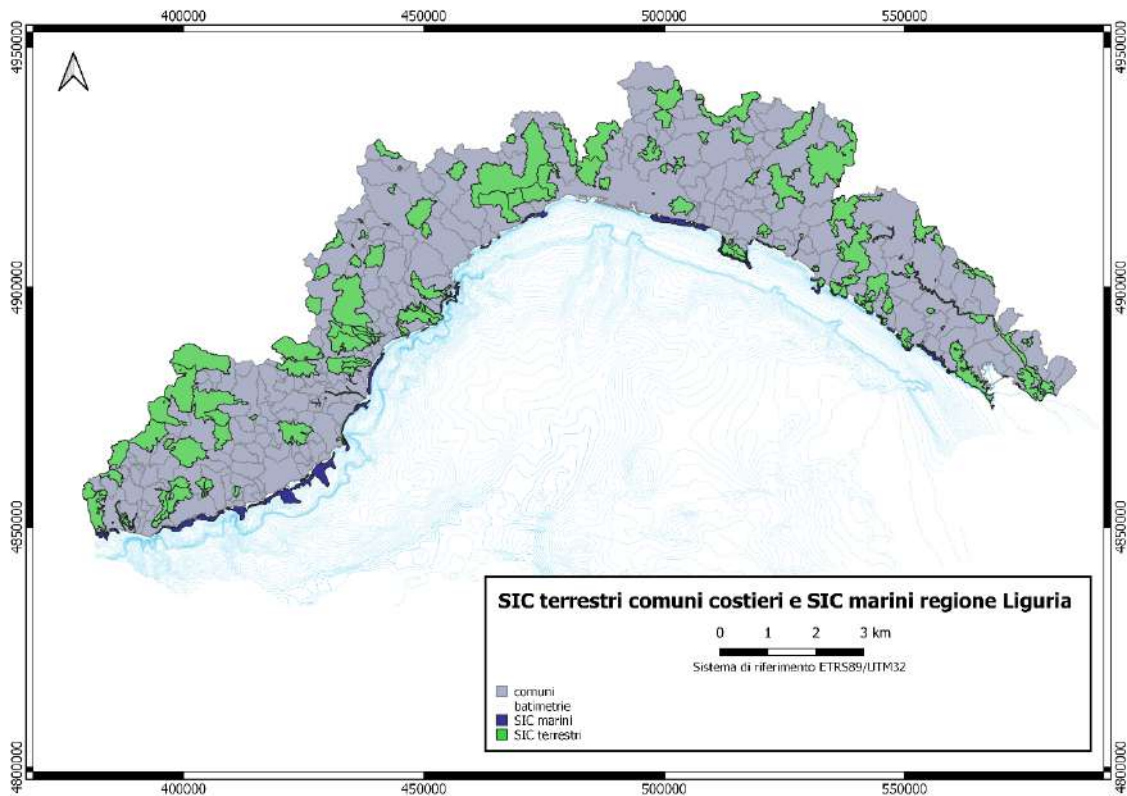 400000 450000 500000 550000
4950000 4950000
4900000 4900000
4850000 4850000
4800000 4800000
SIC terrestri comuni costieri e SIC marini regione Liguria
0 1 2 3 km
Sistema di riferimento ETRS89/UTM32
comuni
batimetrie
SIC marini
SIC terrestri
400000 450000 500000 550000